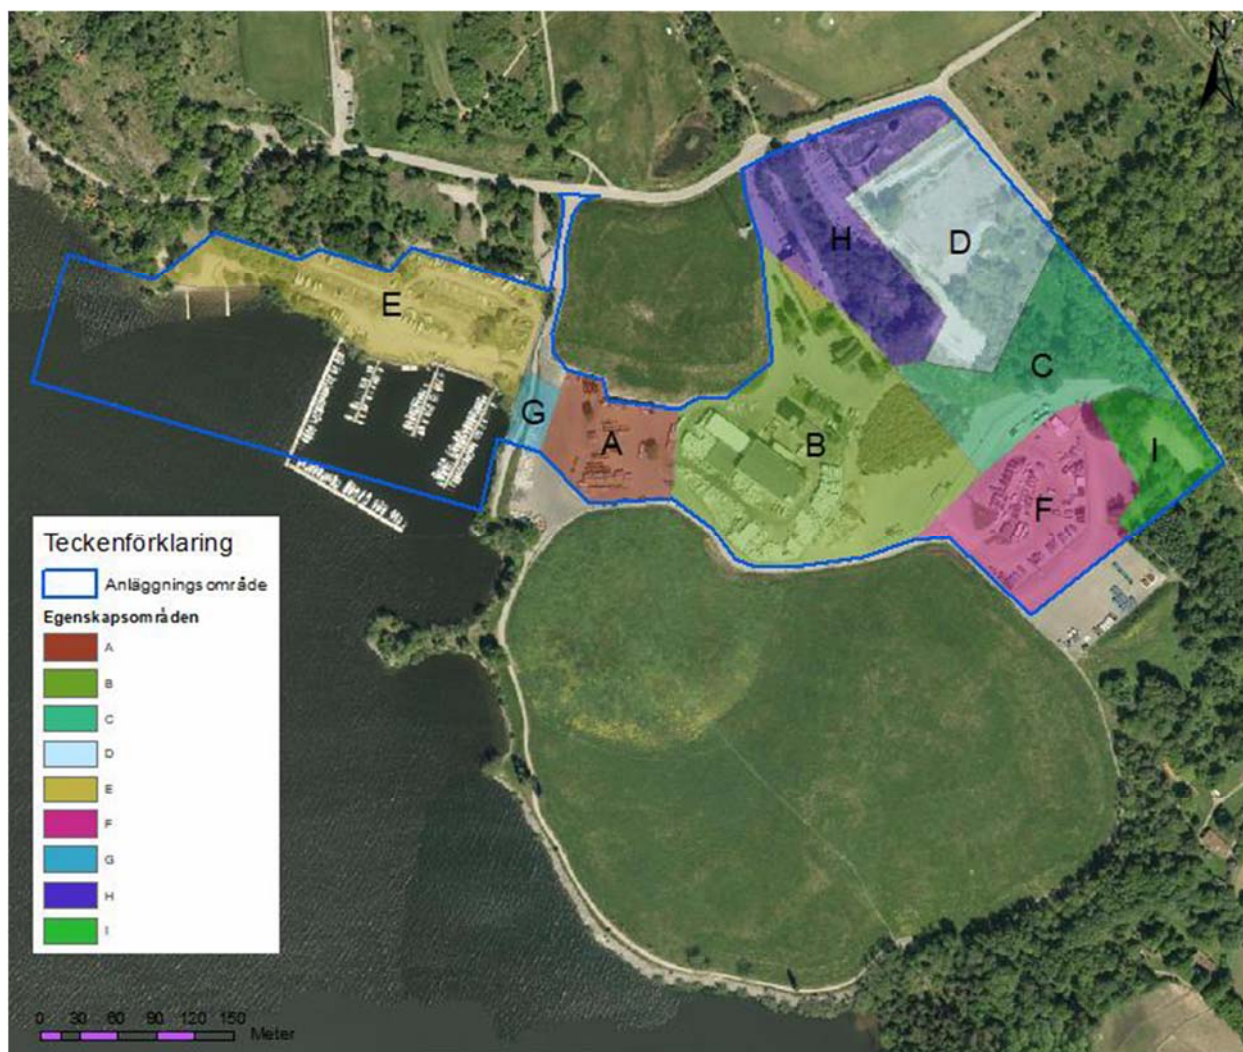 N
H
D
E
C
G
A
B
I
F
Teckenförklaring
Anläggningsområde
Egenskapsområden
A
B
C
D
E
F
G
H
I
0 30 60 90 120 150
Meter